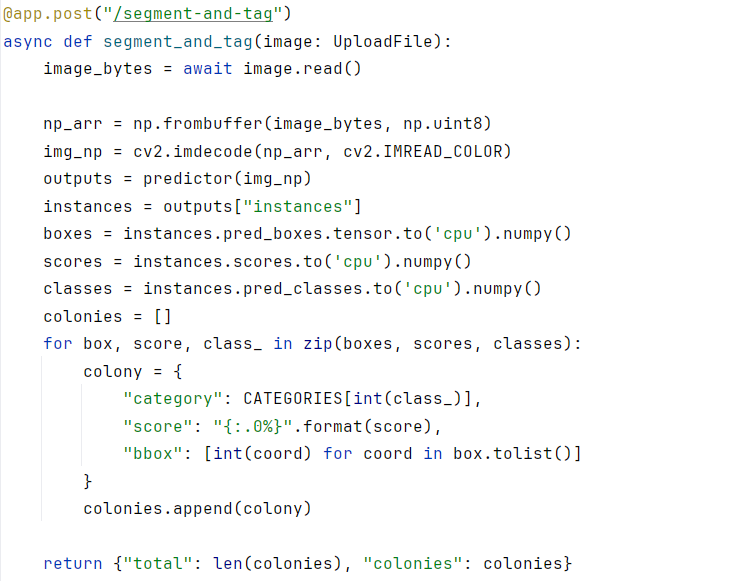 @app.post("/segment-and-tag")
async def segment_and_tag(image: UploadFile):
    image_bytes = await image.read()

    np_arr = np.frombuffer(image_bytes, np.uint8)
    img_np = cv2.imdecode(np_arr, cv2.IMREAD_COLOR)
    outputs = predictor(img_np)
    instances = outputs["instances"]
    boxes = instances.pred_boxes.tensor.to('cpu').numpy()
    scores = instances.scores.to('cpu').numpy()
    classes = instances.pred_classes.to('cpu').numpy()
    colonies = []
    for box, score, class_ in zip(boxes, scores, classes):
        colony = {
            "category": CATEGORIES[int(class_)],
            "score": "{:.0%}".format(score),
            "bbox": [int(coord) for coord in box.tolist()]
        }
        colonies.append(colony)

    return {"total": len(colonies), "colonies": colonies}